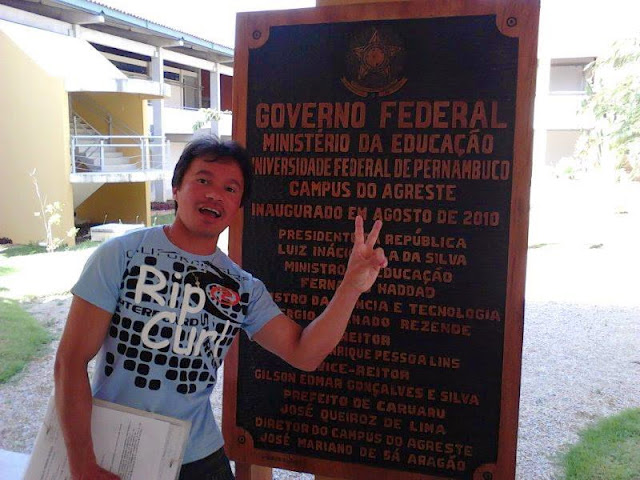 GOVERNO FEDERAL
MINISTÉRIO DA EDUCAÇÃO
UNIVERSIDADE FEDERAL DE PERNAMBUCO
CAMPUS DO AGRESTE
INAUGURADO EM AGOSTO DE 2010
PRESIDENTE REPÚBLICA
LUIZ INÁCIO DA SILVA
MINISTRO EDUCAÇÃO
HADDAD
CIÊNCIA E TECNOLOGIA
REZENDE
REITOR
PESSOA LINS
VICE-REITOR
GILSON EDMAR GONÇALVES E SILVA
PREFEITO DE CARUARU
JOSÉ QUEIROZ DE LIMA
DIRETOR DO CAMPUS DO AGRESTE
JOSÉ MARIANO DE SÁ ARAGÃO
Rip
Curl